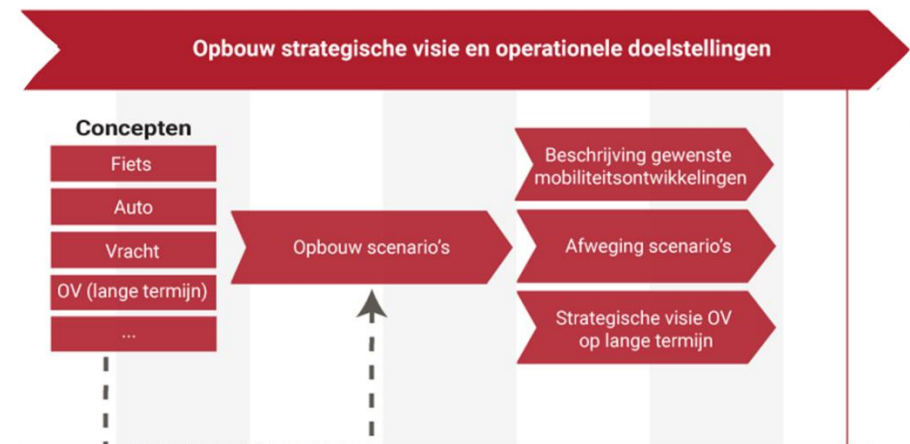 Opbouw strategische visie en operationele doelstellingen
Concepten
Fiets
Auto
Vracht
OV (lange termijn)
...
Opbouw scenario's
Beschrijving gewenste
mobiliteitsontwikkelingen
Afweging scenario's
Strategische visie OV
op lange termijn